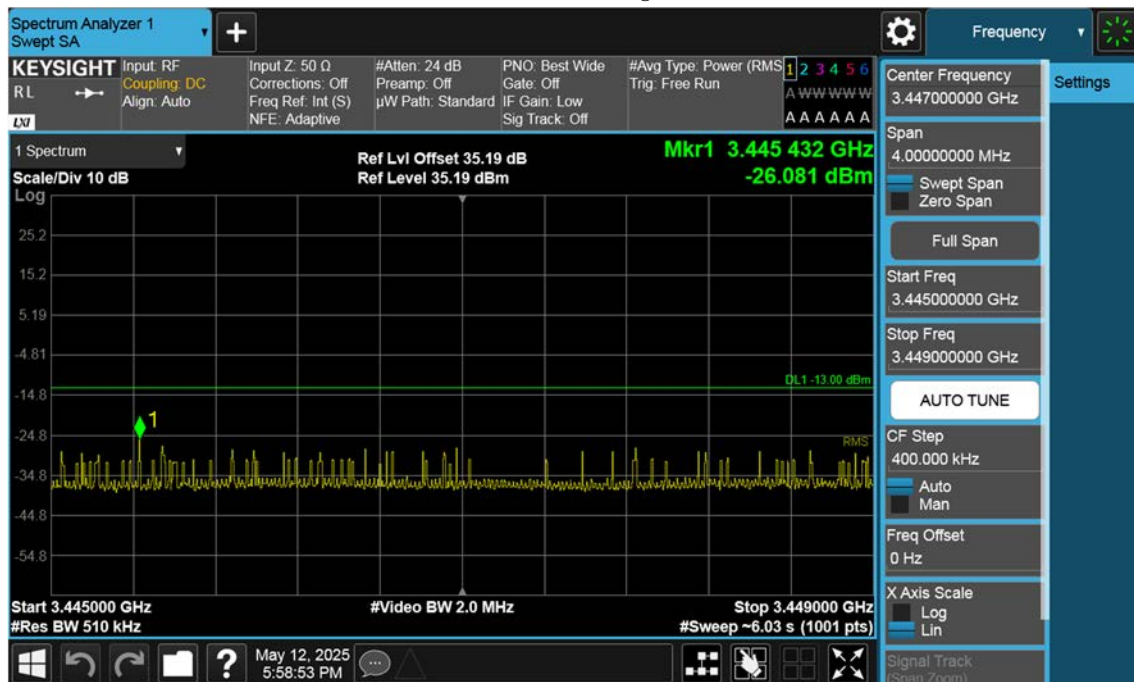 Spectrum Analyzer 1
Swept SA
Frequency
KEYSIGHT
RL
LXI
Input: RF
Coupling: DC
Align: Auto
Input Z: 50 Ω
Corrections: Off
Freq Ref: Int (S)
NFE: Adaptive
#Atten: 24 dB
Preamp: Off
µW Path: Standard
PNO: Best Wide
Gate: Off
IF Gain: Low
Sig Track: Off
#Avg Type: Power (RMS
Trig: Free Run
1 2 3 4 5 6
A W W W W W
A A A A A A
1 Spectrum
Scale/Div 10 dB
Ref Lvl Offset 35.19 dB
Ref Level 35.19 dBm
Mkr1 3.445 432 GHz
-26.081 dBm
Log
25.2
15.2
5.19
-4.81
-14.8
-24.8
-34.8
-44.8
-54.8
DL1 -13.00 dBm
1
RMS
Start 3.445000 GHz
#Res BW 510 kHz
#Video BW 2.0 MHz
Stop 3.449000 GHz
#Sweep ~6.03 s (1001 pts)
?
May 12, 2025
5:58:53 PM
Center Frequency
3.447000000 GHz
Settings
Span
4.00000000 MHz
Swept Span
Zero Span
Full Span
Start Freq
3.445000000 GHz
Stop Freq
3.449000000 GHz
AUTO TUNE
CF Step
400.000 kHz
Auto
Man
Freq Offset
0 Hz
X Axis Scale
Log
Lin
Signal Track
(Span Zoom)